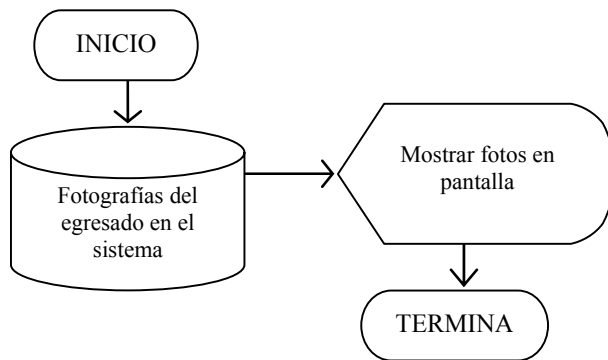 INICIO
Fotografías del
egresado en el
sistema
Mostrar fotos en
pantalla
TERMINA